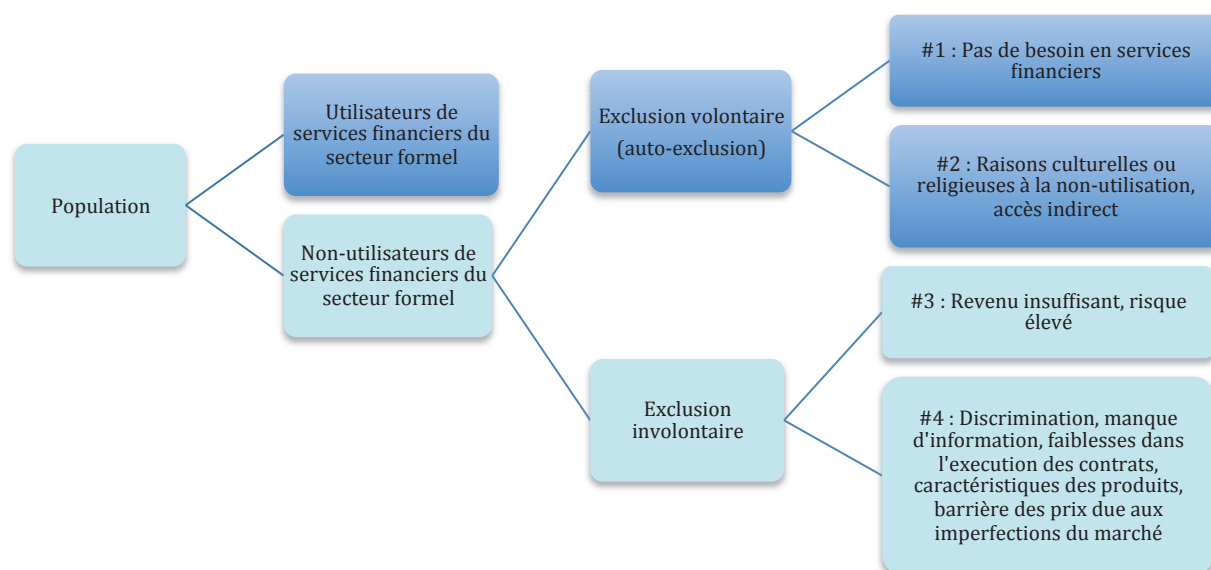 Population
Utilisateurs de
services financiers du
secteur formel
Non-utilisateurs de
services financiers du
secteur formel
Exclusion volontaire
(auto-exclusion)
Exclusion
involontaire
#1 : Pas de besoin en services
financiers
#2 : Raisons culturelles ou
religieuses à la non-utilisation,
accès indirect
#3 : Revenu insuffisant, risque
élevé
#4 : Discrimination, manque
d'information, faiblesses dans
l'execution des contrats,
caractéristiques des produits,
barrière des prix due aux
imperfections du marché